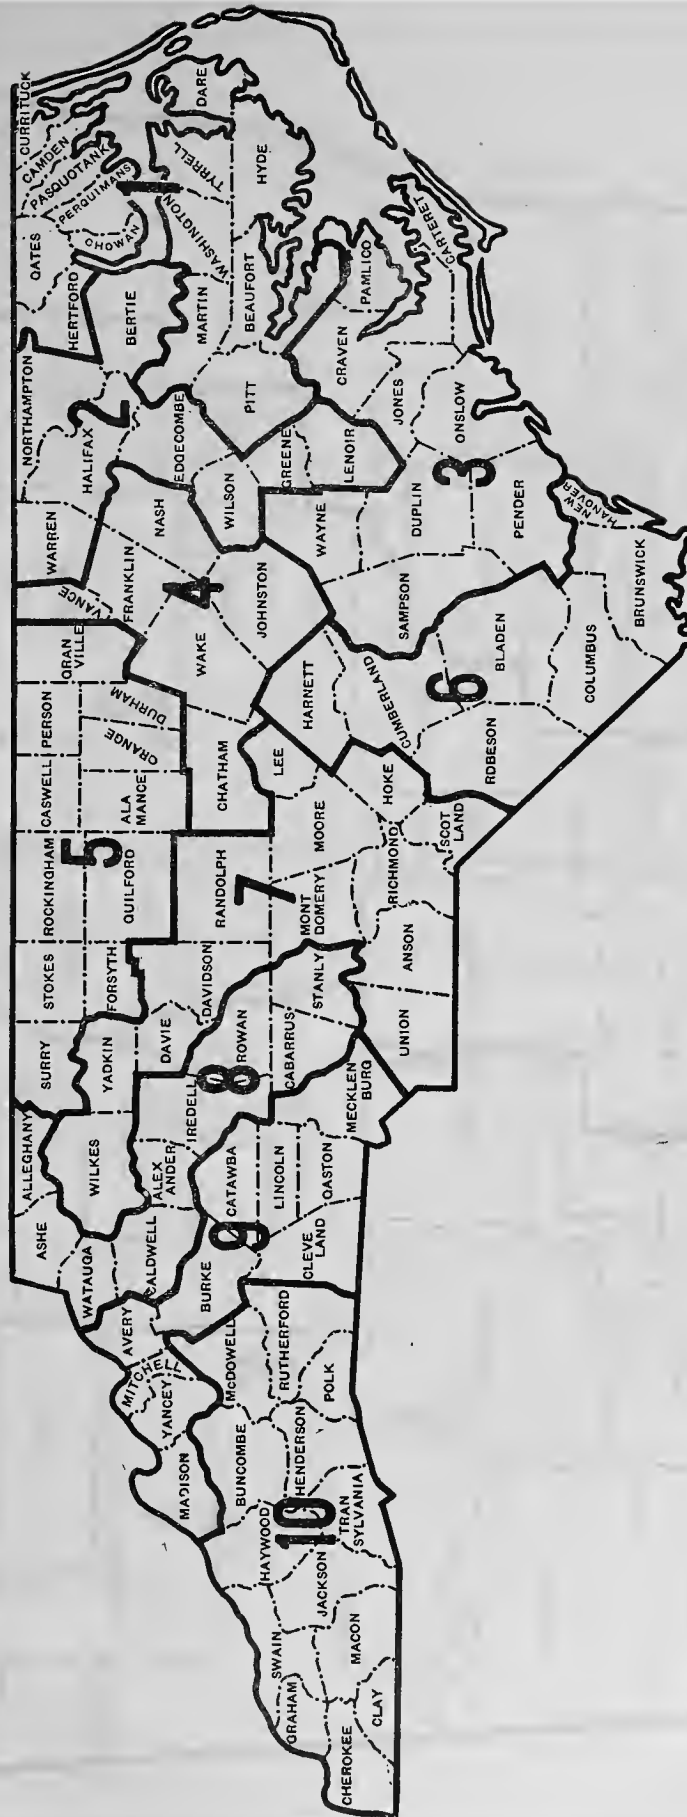 CURRITUCK
CAMDEN
PASQUOTANK
PERQUIMANS
GATES
CHOWAN
1
HERTFORD
BERTIE
WASHINGTON
TYRRELL
DARE
HYDE
MARTIN
BEAUFORT
PITT
PAMLICO
CRAVEN
CARTERET
NORTHAMPTON
HALIFAX
2
WARREN
EDGECOMBE
WILSON
GREENE
LENOIR
JONES
ONSLOW
3
DUPLIN
WAYNE
SAMPSON
PENDER
NEW
HANOVER
VANCE
FRANKLIN
NASH
4
WAKE
JOHNSTON
HARNETT
CUMBERLAND
6
BLADEN
ROBESON
COLUMBUS
BRUNSWICK
GRAN
VILLE
PERSON
DURHAM
ORANGE
CASWELL
ALA
MANCE
ROCKINGHAM
5
GUILFORD
STOKES
FORSYTH
SURRY
CHATHAM
LEE
RANDOLPH
7
MOORE
MONT
GOMERY
HOKE
SCOT
LAND
RICHMOND
ANSON
UNION
DAVIDSON
DAVIE
YADKIN
WILKES
STANLY
ROWAN
CABARRUS
8
IREDELL
MECKLEN
BURG
ALEX
ANDER
CALDWELL
ALLEGHANY
ASHE
WATAUGA
CATAWBA
LINCOLN
GASTON
9
BURKE
CLEVE
LAND
AVERY
MITCHELL
YANCEY
MADISON
McDOWELL
RUTHERFORD
POLK
BUNCOMBE
HENDERSON
10
HAYWOOD
TRAN
SYLVANIA
JACKSON
SWAIN
MACON
GRAHAM
CHEROKEE
CLAY